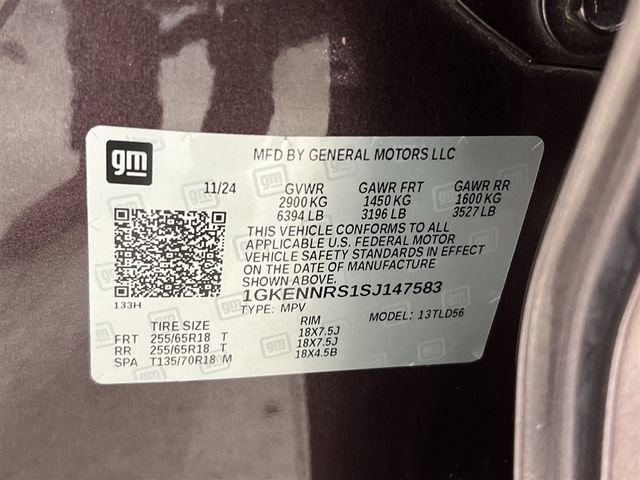 gm
MFD BY GENERAL MOTORS LLC
11/24 GVWR GAWR FRT GAWR RR
2900 KG 1450 KG 1600 KG
6394 LB 3196 LB 3527 LB
THIS VEHICLE CONFORMS TO ALL
APPLICABLE U.S. FEDERAL MOTOR
VEHICLE SAFETY STANDARDS IN EFFECT
ON THE DATE OF MANUFACTURE
SHOWN ABOVE.
133H
1GKENNRS1SJ147583
TYPE: MPV MODEL: 13TLD56
TIRE SIZE RIM
FRT 255/65R18 T 18X7.5J
RR 255/65R18 T 18X7.5J
SPA T135/70R18 M 18X4.5B